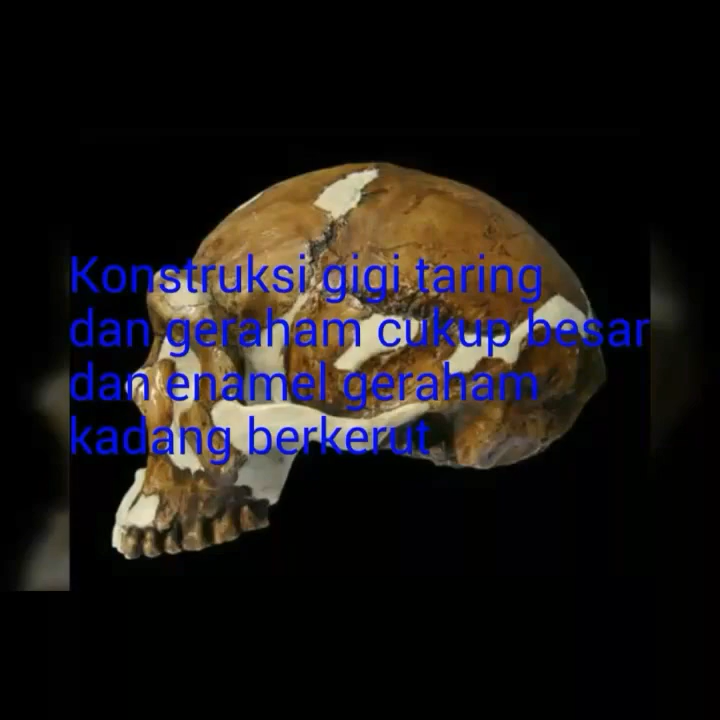 Konstruksi gigi taring
dan geraham cukup besar
dan enamel geraham
kadang berkerut